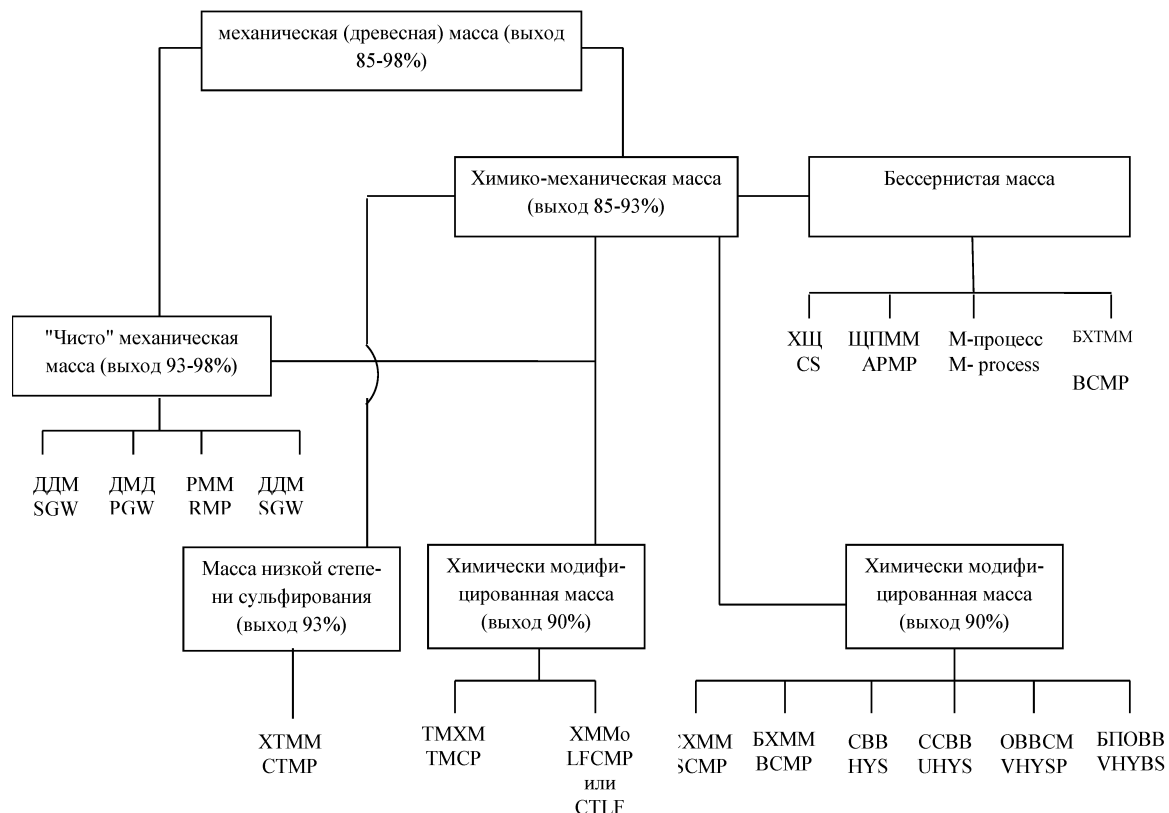 механическая (древесная) масса (выход
85-98%)
Химико-механическая масса
(выход 85-93%)
Бессернистая масса
"Чисто" механическая
масса (выход 93-98%)
ХЩ
CS
ЩПММ
APMP
М-процесс
M- process
БХТММ
BCMP
ДДМ
SGW
ДМД
PGW
РММ
RMP
ДДМ
SGW
Масса низкой степе-
ни сульфирования
(выход 93%)
Химически модифи-
цированная масса
(выход 90%)
Химически модифи-
цированная масса
(выход 90%)
ХТММ
CTMP
ТМХМ
TMCP
ХММо
LFCMP
или
CTLF
СХММ
SCMP
БХММ
BCMP
СВВ
HYS
ССВВ
UHYS
ОВВСМ
VHYSP
БПОВВ
VHYBS